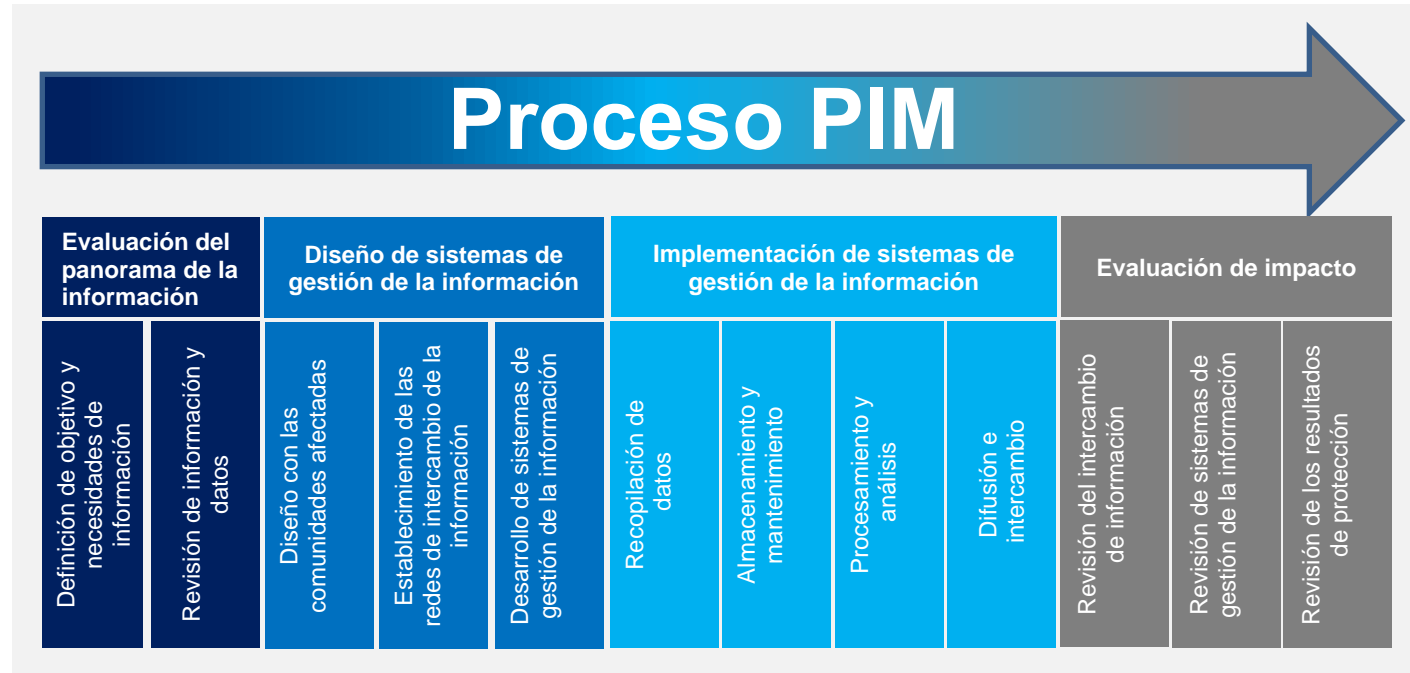 Proceso PIM
Evaluación del
panorama de la
información
Diseño de sistemas de
gestión de la información
Implementación de sistemas de
gestión de la información
Evaluación de impacto
Definición de objetivo y
necesidades de
información
Revisión de información y
datos
Diseño con las
comunidades afectadas
Establecimiento de las
redes de intercambio de la
información
Desarrollo de sistemas de
gestión de la información
Recopilación de
datos
Almacenamiento y
mantenimiento
Procesamiento y
análisis
Difusión e
intercambio
Revisión del intercambio
de información
Revisión de sistemas de
gestión de la información
Revisión de los resultados
de protección